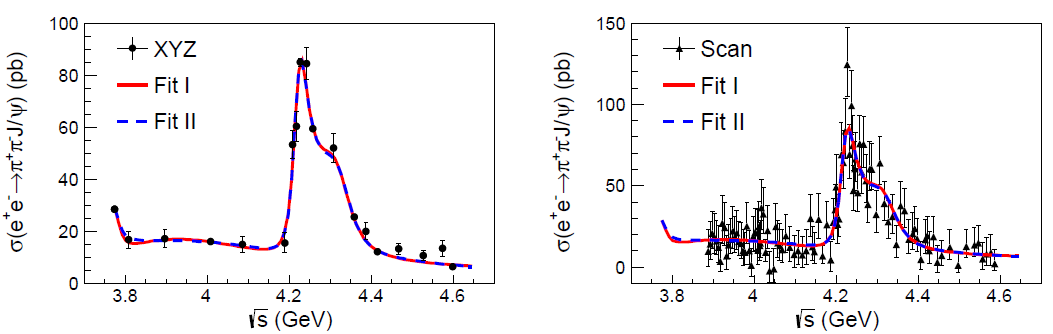 σ(e⁺e⁻→π⁺π⁻J/ψ) (pb)
100
80
60
40
20
0
XYZ
Fit I
Fit II
3.8
4
4.2
4.4
4.6
√s (GeV)
σ(e⁺e⁻→π⁺π⁻J/ψ) (pb)
150
100
50
0
Scan
Fit I
Fit II
3.8
4
4.2
4.4
4.6
√s (GeV)